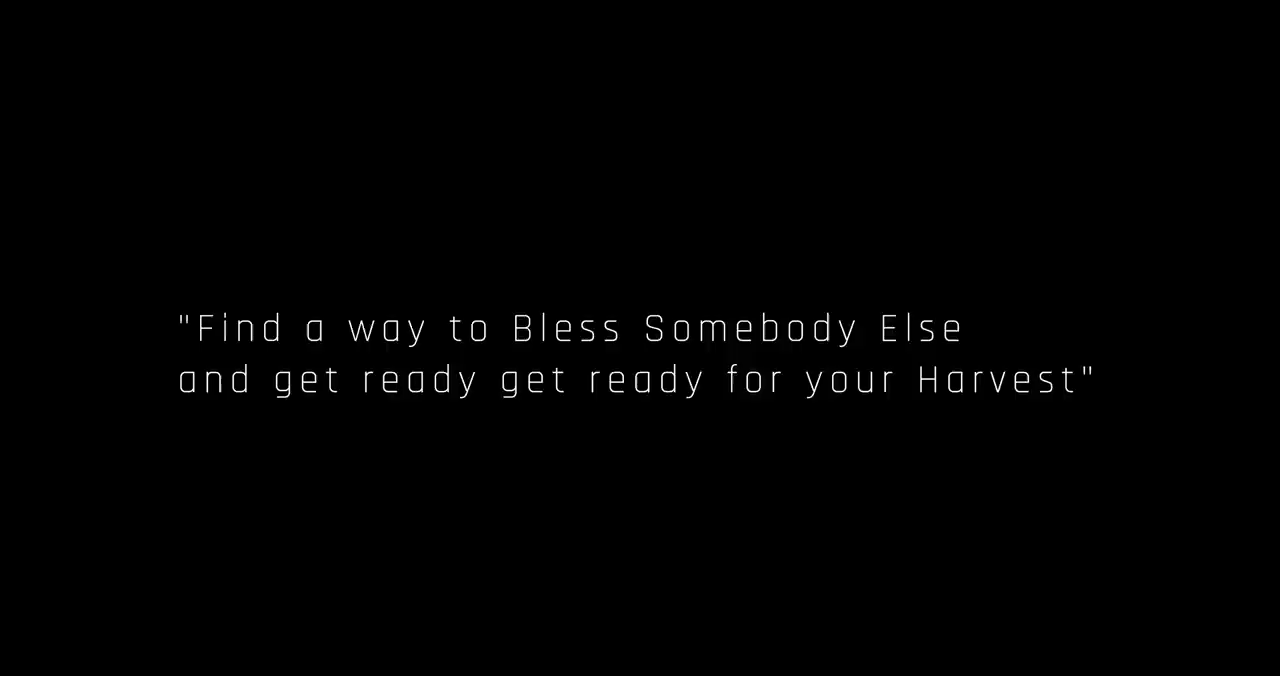 "Find a way to Bless Somebody Else
and get ready get ready for your Harvest"